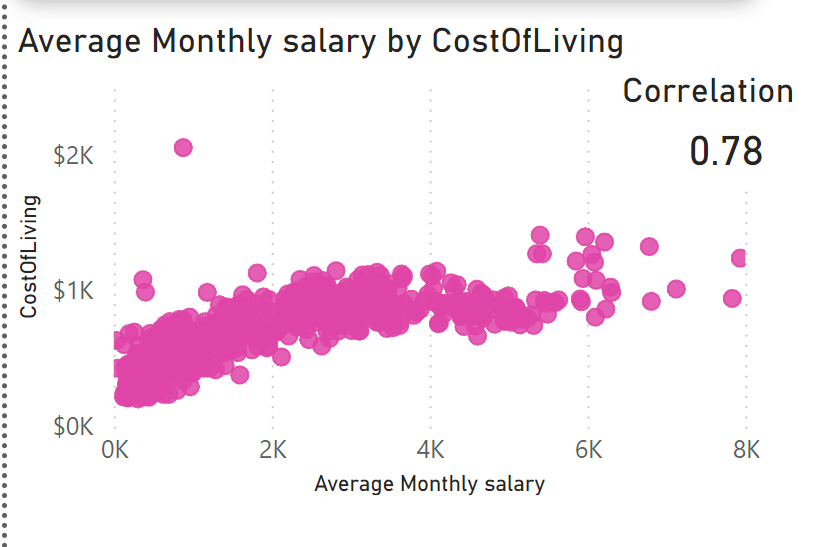 Average Monthly salary by CostOfLiving
Correlation
0.78
CostOfLiving
$2K
$1K
$0K
0K 2K 4K 6K 8K
Average Monthly salary